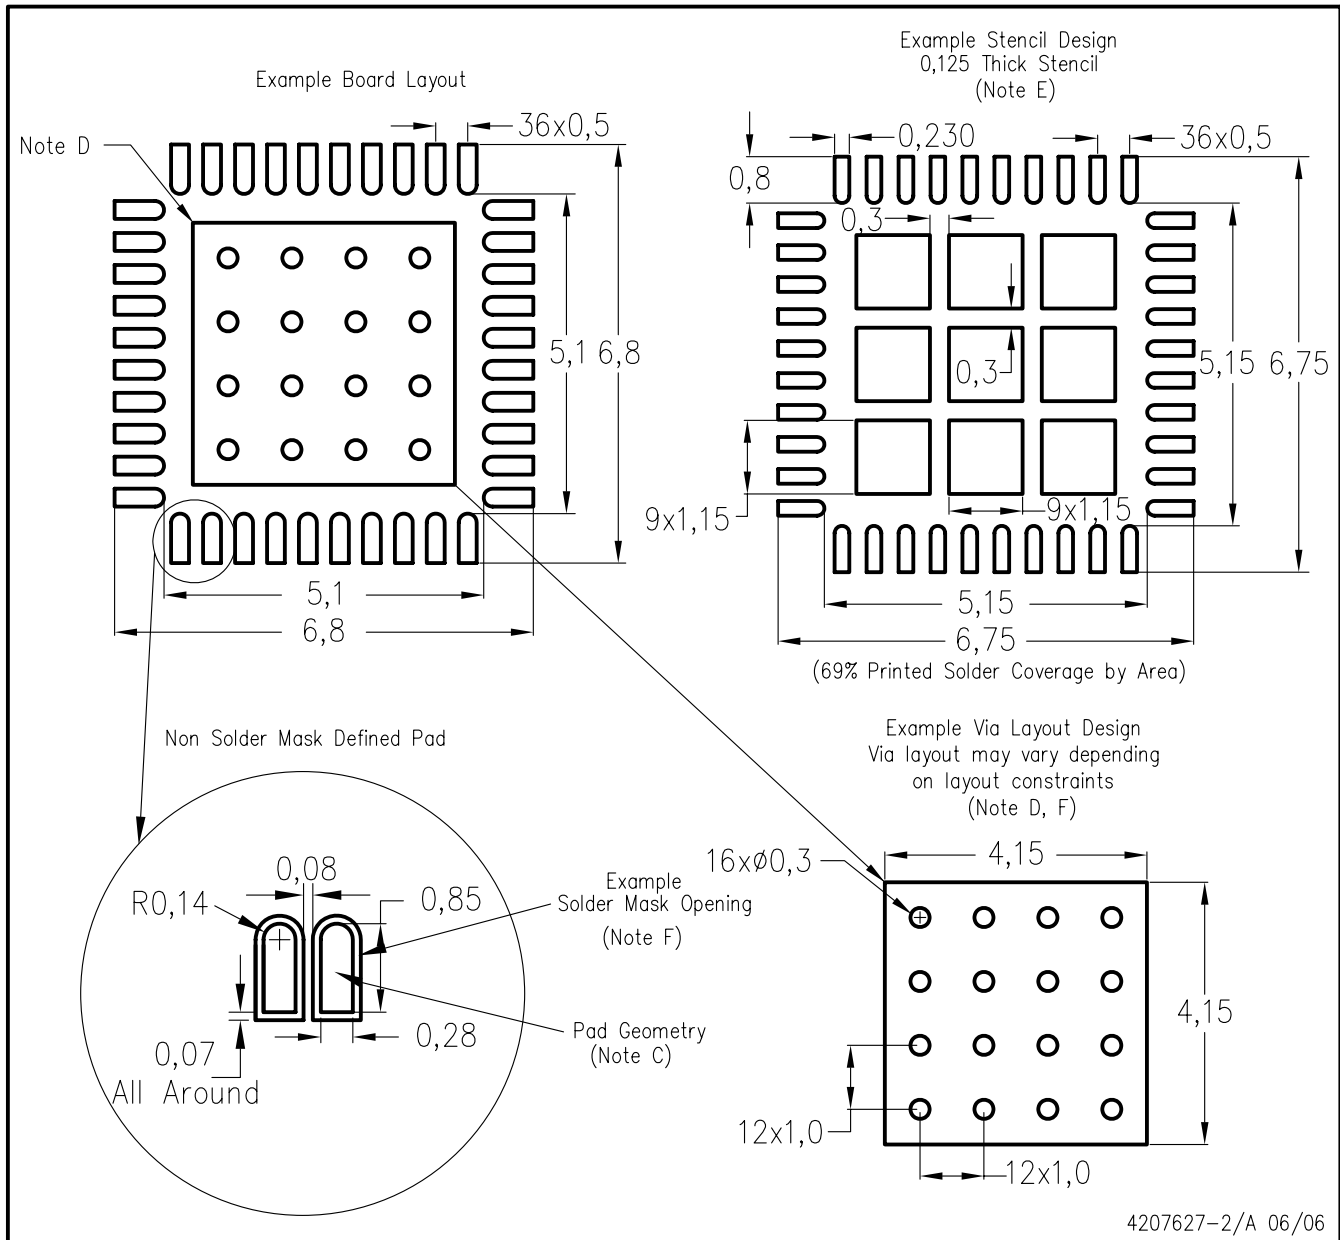 Example Board Layout
Note D
36x0,5
5,1
6,8
5,1
6,8
Example Stencil Design
0,125 Thick Stencil
(Note E)
0,230
36x0,5
0,8
0,3
0,3
5,15
6,75
9x1,15
9x1,15
5,15
6,75
(69% Printed Solder Coverage by Area)
Non Solder Mask Defined Pad
0,08
R0,14
0,85
Example
Solder Mask Opening
(Note F)
0,28
Pad Geometry
(Note C)
0,07
All Around
Example Via Layout Design
Via layout may vary depending
on layout constraints
(Note D, F)
16xø0,3
4,15
4,15
12x1,0
12x1,0
4207627-2/A 06/06